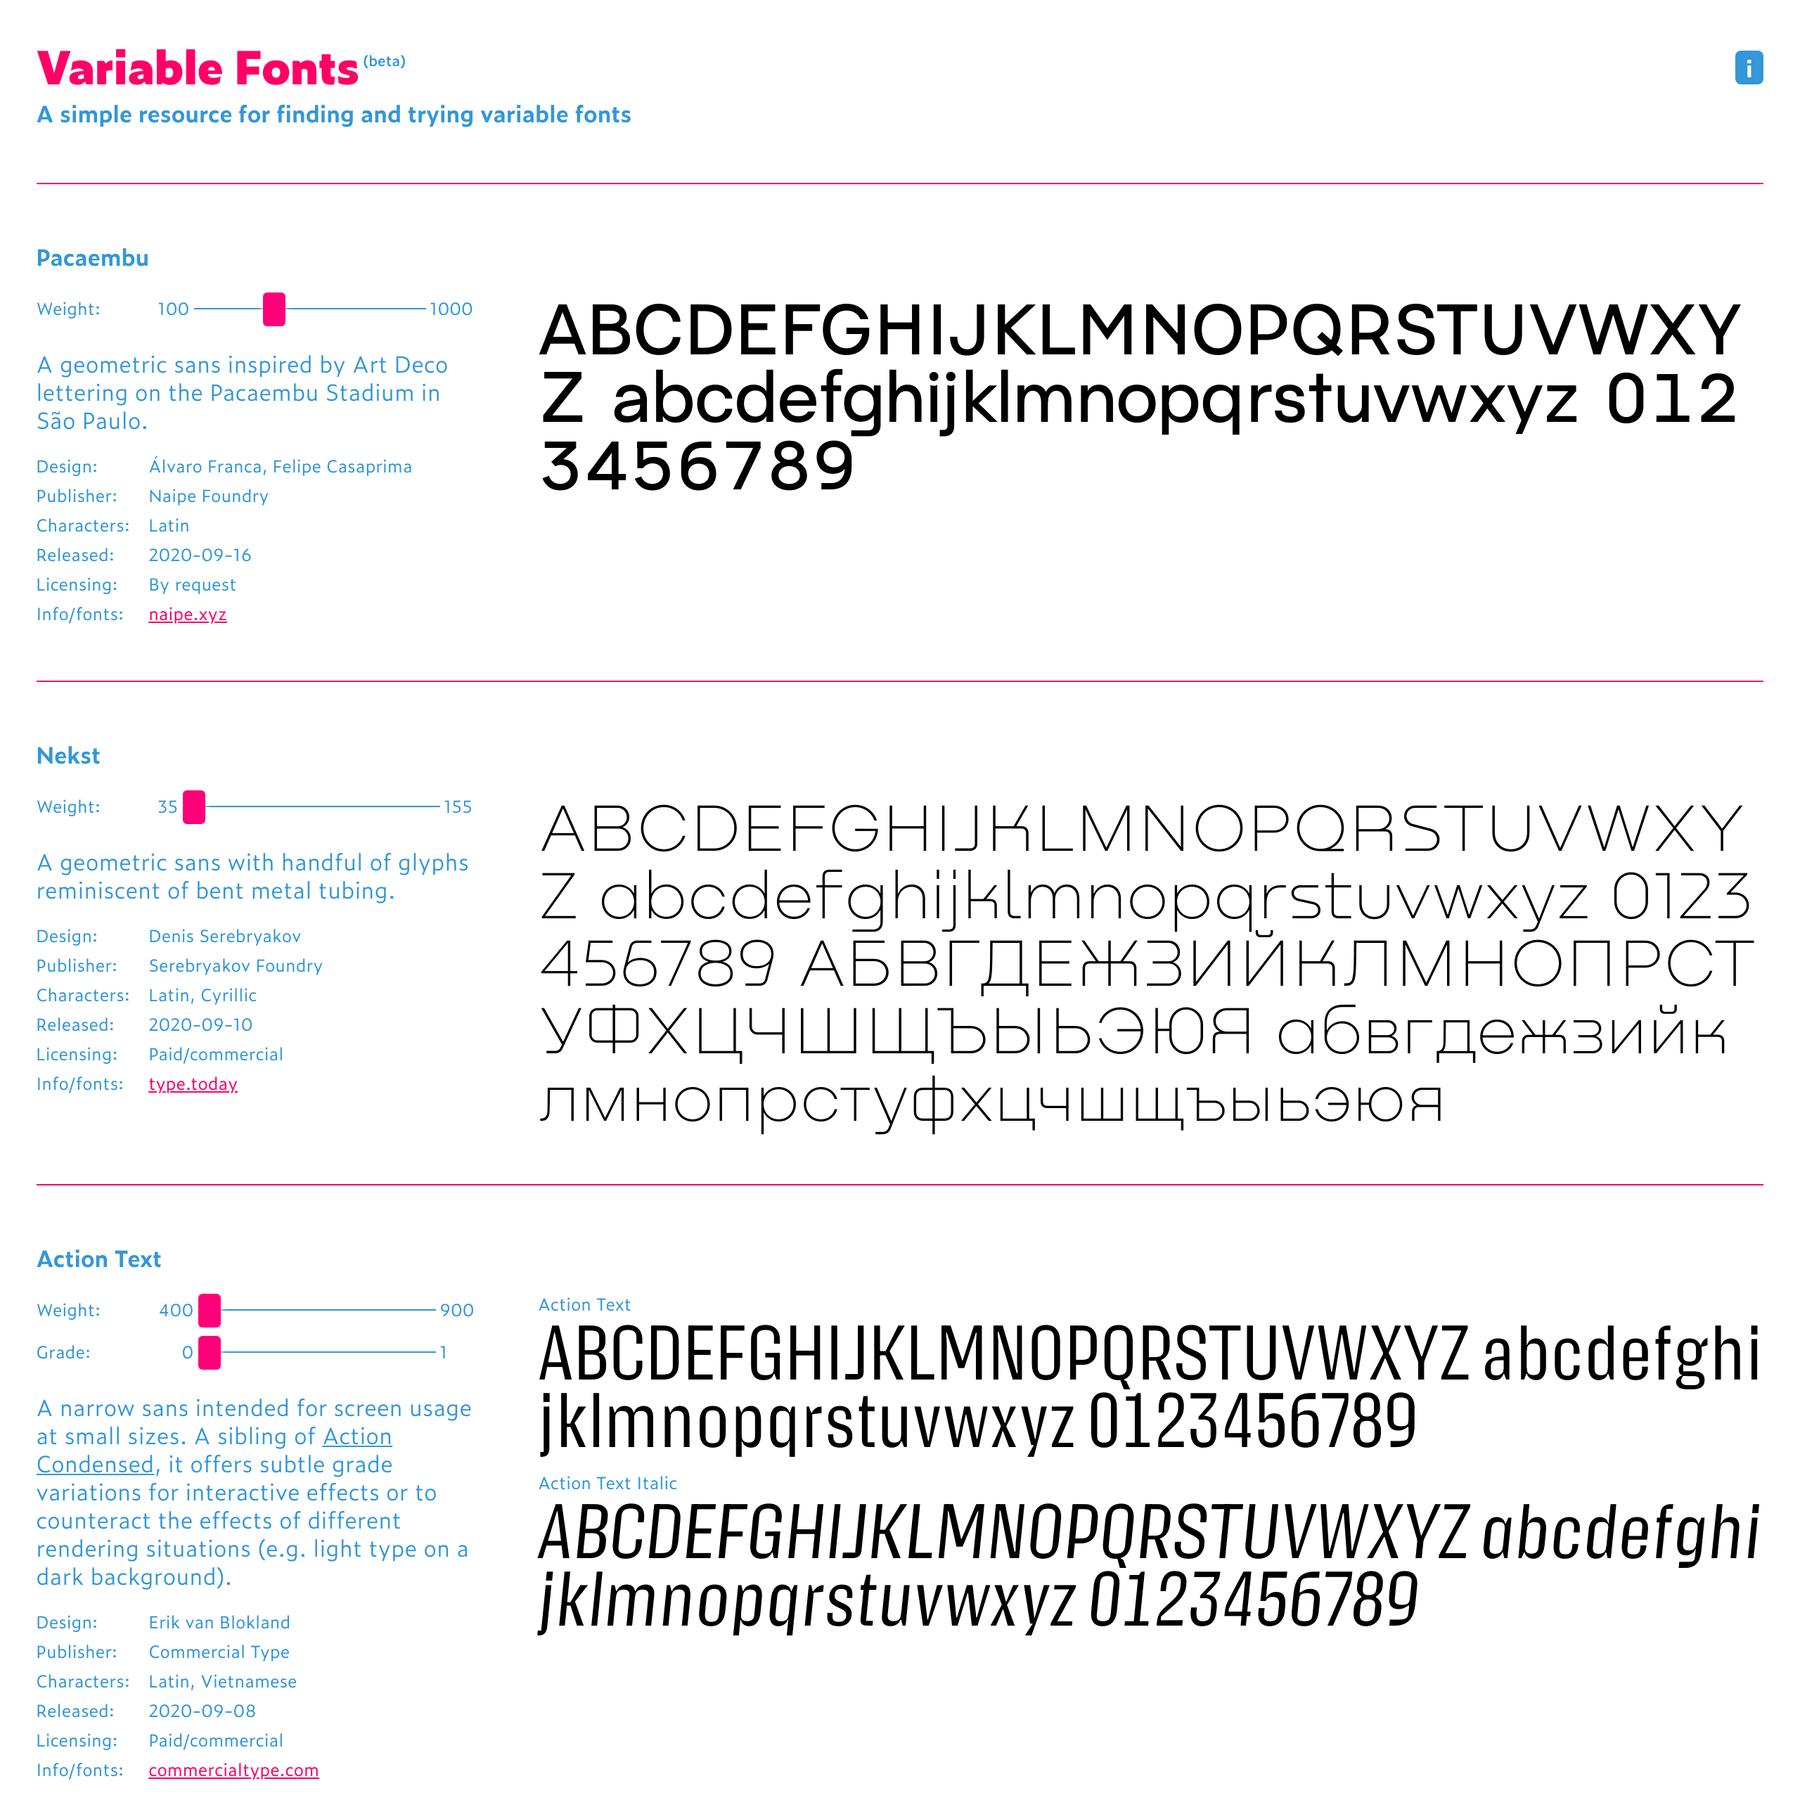 Variable Fonts (beta)
i
A simple resource for finding and trying variable fonts
Pacaembu
Weight: 100 1000
A geometric sans inspired by Art Deco
lettering on the Pacaembu Stadium in
São Paulo.
Design: Álvaro Franca, Felipe Casaprima
Publisher: Naipe Foundry
Characters: Latin
Released: 2020-09-16
Licensing: By request
Info/fonts: naipe.xyz
ABCDEFGHIJKLMNOPQRSTUVWXY
Z abcdefghijklmnopqrstuvwxyz 012
3456789
Nekst
Weight: 35 155
A geometric sans with handful of glyphs
reminiscent of bent metal tubing.
Design: Denis Serebryakov
Publisher: Serebryakov Foundry
Characters: Latin, Cyrillic
Released: 2020-09-10
Licensing: Paid/commercial
Info/fonts: type.today
ABCDEFGHIJKLMNOPQRSTUVWXY
Z abcdefghijklmnopqrstuvwxyz 0123
456789 АБВГДЕЖЗИЙКЛМНОПРСТ
УФХЦЧШЩЪЫЬЭЮЯ абвгдежзийк
лмнопрстуфхцчшщъыьэюя
Action Text
Weight: 400 900
Grade: 0 1
A narrow sans intended for screen usage
at small sizes. A sibling of Action
Condensed, it offers subtle grade
variations for interactive effects or to
counteract the effects of different
rendering situations (e.g. light type on a
dark background).
Design: Erik van Blokland
Publisher: Commercial Type
Characters: Latin, Vietnamese
Released: 2020-09-08
Licensing: Paid/commercial
Info/fonts: commercialtype.com
Action Text
ABCDEFGHIJKLMNOPQRSTUVWXYZ abcdefghi
jklmnopqrstuvwxyz 0123456789
Action Text Italic
ABCDEFGHIJKLMNOPQRSTUVWXYZ abcdefghi
jklmnopqrstuvwxyz 0123456789